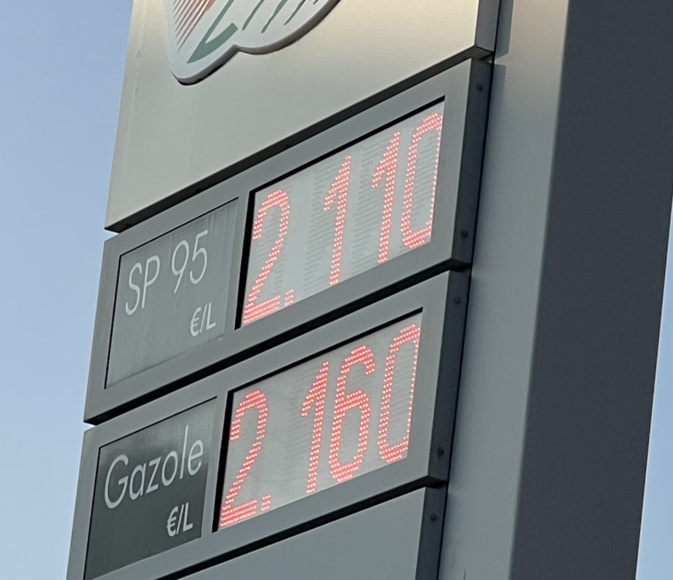 SP 95 2.110
€/L
Gazole 2.160
€/L